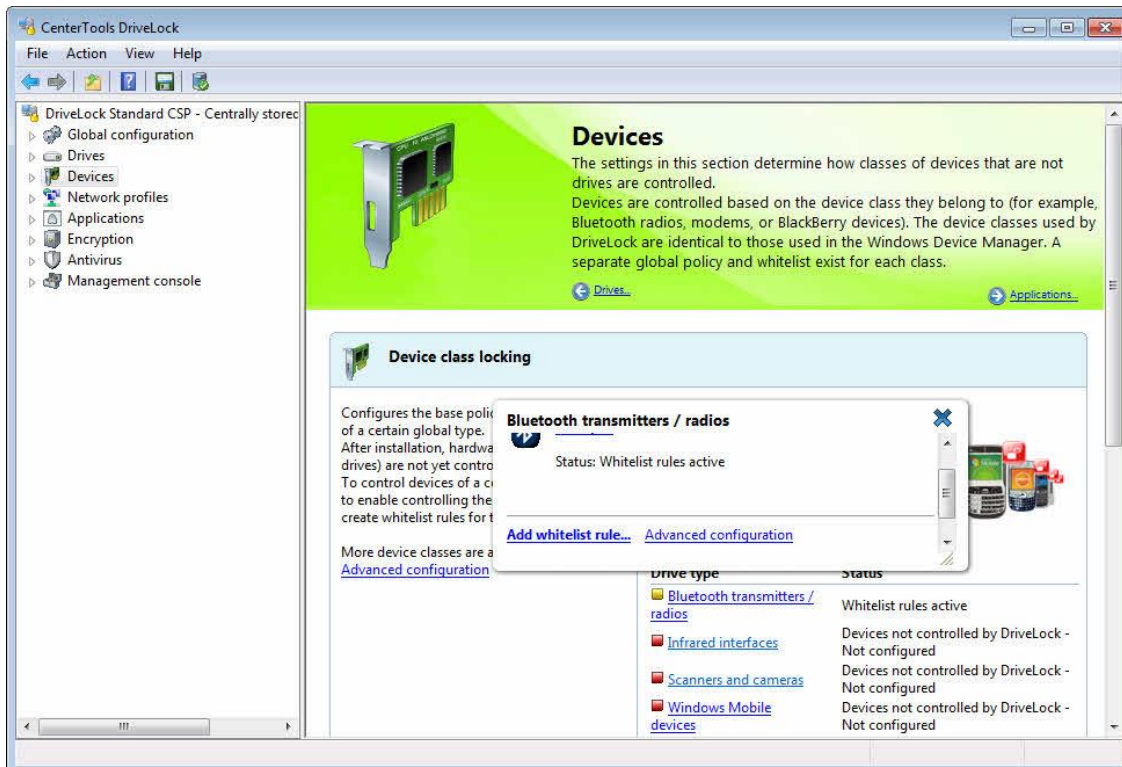 CenterTools DriveLock
File Action View Help
DriveLock Standard CSP - Centrally storec
Global configuration
Drives
Devices
Network profiles
Applications
Encryption
Antivirus
Management console
Devices
The settings in this section determine how classes of devices that are not
drives are controlled.
Devices are controlled based on the device class they belong to (for example,
Bluetooth radios, modems, or BlackBerry devices). The device classes used by
DriveLock are identical to those used in the Windows Device Manager. A
separate global policy and whitelist exist for each class.
Drives...
Applications...
Device class locking
Configures the base polic
of a certain global type.
After installation, hardwa
drives) are not yet contro
To control devices of a c
to enable controlling the
create whitelist rules for t
More device classes are a
Advanced configuration
Bluetooth transmitters / radios
Status: Whitelist rules active
Add whitelist rule... Advanced configuration
Drive type Status
Bluetooth transmitters /
radios
Whitelist rules active
Infrared interfaces
Devices not controlled by DriveLock -
Not configured
Scanners and cameras
Devices not controlled by DriveLock -
Not configured
Windows Mobile
devices
Devices not controlled by DriveLock -
Not configured